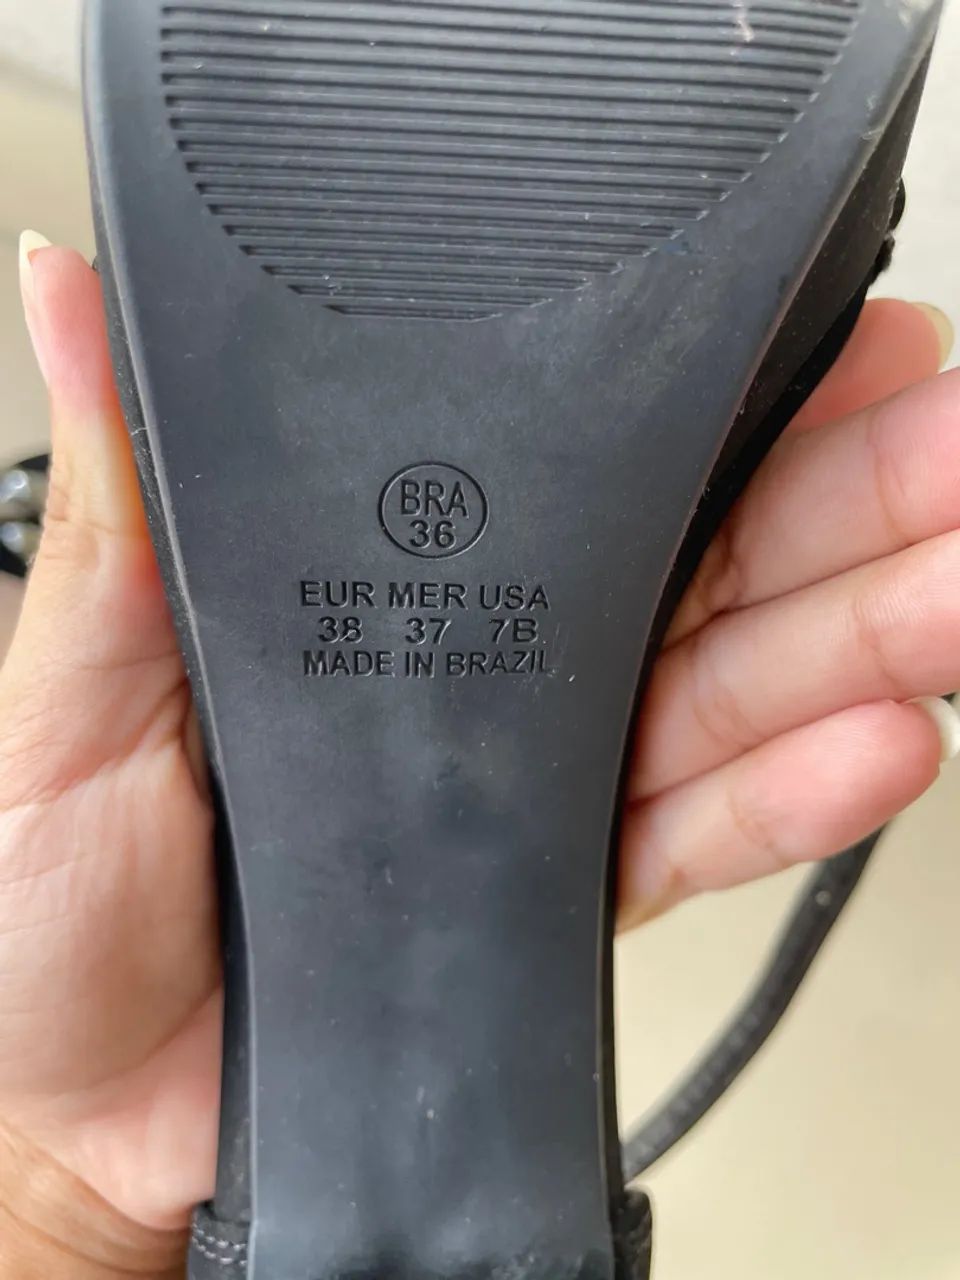 BRA
36
EUR MER USA
38 37 7B
MADE IN BRAZIL